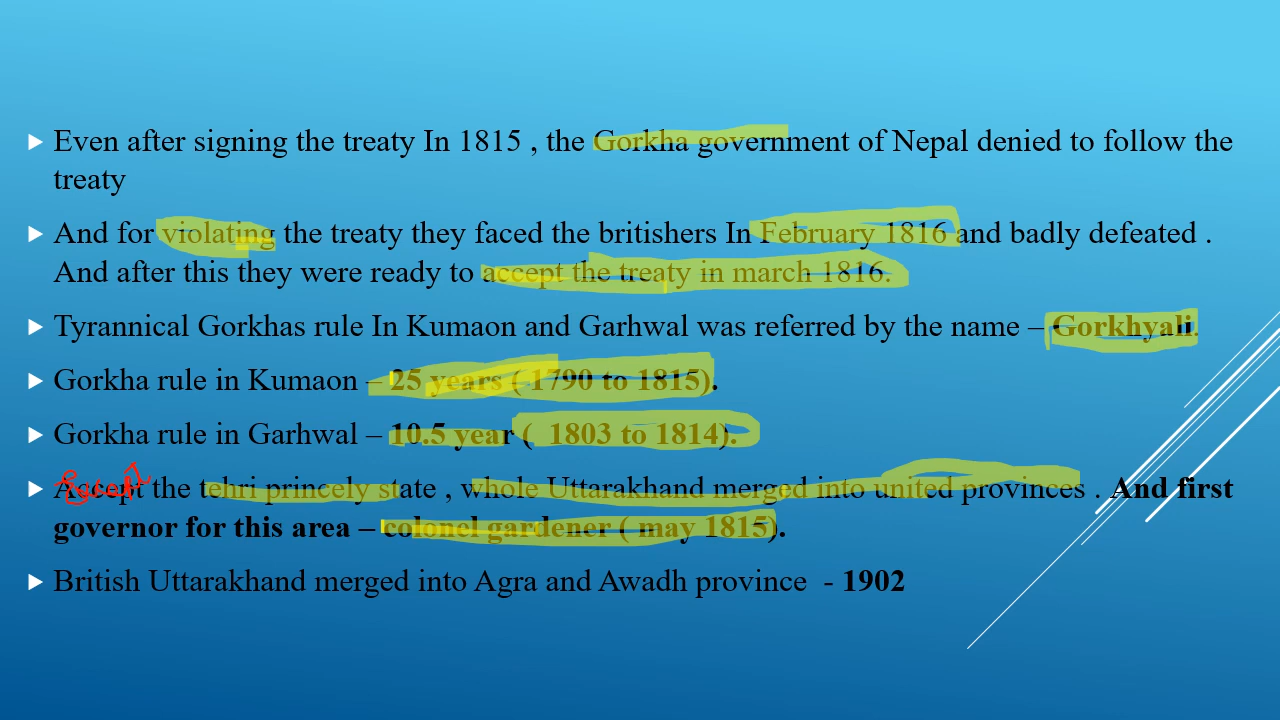 Even after signing the treaty In 1815 , the Gorkha government of Nepal denied to follow the
treaty
And for violating the treaty they faced the britishers In February 1816 and badly defeated .
And after this they were ready to accept the treaty in march 1816.
Tyrannical Gorkhas rule In Kumaon and Garhwal was referred by the name – Gorkhyali.
Gorkha rule in Kumaon – 25 years ( 1790 to 1815).
Gorkha rule in Garhwal – 10.5 year ( 1803 to 1814).
Accept the tehri princely state , whole Uttarakhand merged into united provinces . And first
governor for this area – colonel gardener ( may 1815).
British Uttarakhand merged into Agra and Awadh province - 1902